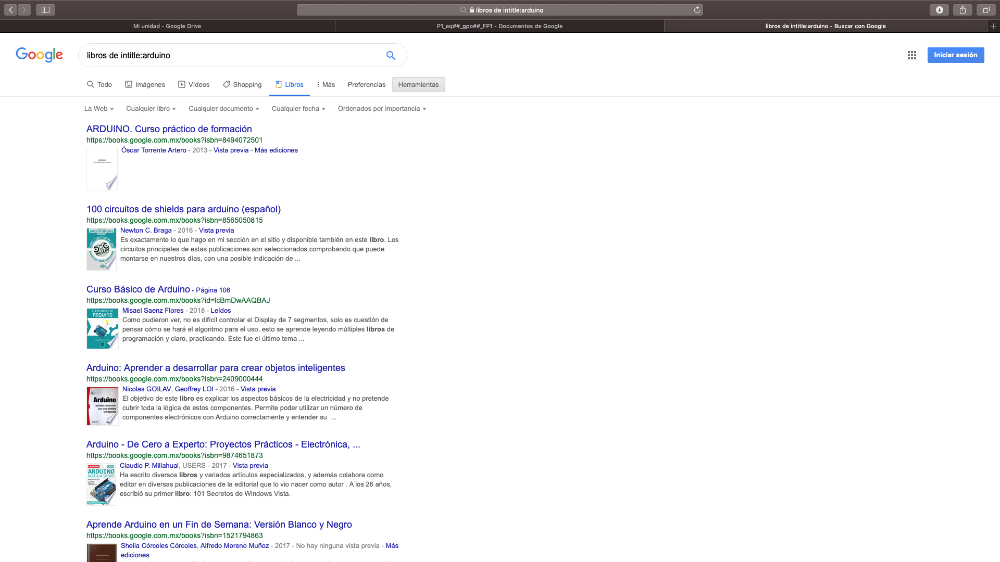 libros de intitle:arduino
Mi unidad - Google Drive
P1_eq##_gpo##_FP1 - Documentos de Google
libros de intitle:arduino - Buscar con Google
Google
libros de intitle:arduino
Iniciar sesión
Todo
Imágenes
Vídeos
Shopping
Libros
Más
Preferencias
Herramientas
La Web
Cualquier libro
Cualquier documento
Cualquier fecha
Ordenados por importancia
ARDUINO. Curso práctico de formación
https://books.google.com.mx/books?isbn=8494072501
Óscar Torrente Artero - 2013 - Vista previa - Más ediciones
100 circuitos de shields para arduino (español)
https://books.google.com.mx/books?isbn=8565050815
Newton C. Braga - 2016 - Vista previa
Es exactamente lo que hago en mi sección en el sitio y disponible también en este libro. Los
circuitos principales de estas publicaciones son seleccionados comprobando que puede
montarse en nuestros días, con una posible indicación de ...
Curso Básico de Arduino - Página 106
https://books.google.com.mx/books?id=lcBmDwAAQBAJ
CURSO BÁSICO DE
ARDUINO
Misael Saenz Flores - 2018 - Leídos
Como pudieron ver, no es difícil controlar el Display de 7 segmentos, solo es cuestión de
pensar cómo se hará el algoritmo para el uso, esto se aprende leyendo múltiples libros de
programación y claro, practicando. Este fue el último tema ...
Arduino: Aprender a desarrollar para crear objetos inteligentes
https://books.google.com.mx/books?isbn=2409000444
Arduino
Aprender a desarrollar
para crear objetos
inteligentes
Nicolas GOILAV, Geoffrey LOI - 2016 - Vista previa
El objetivo de este libro es explicar los aspectos básicos de la electricidad y no pretende
cubrir toda la lógica de estos componentes. Permite poder utilizar un número de
componentes electrónicos con Arduino correctamente y entender su ...
Arduino - De Cero a Experto: Proyectos Prácticos - Electrónica, ...
https://books.google.com.mx/books?isbn=9874651873
ARDUINO
DE CERO A EXPERTO
Claudio P. Millahual, USERS - 2017 - Vista previa
Ha escrito diversos libros y variados artículos especializados, y además colabora como
editor en diversas publicaciones de la editorial que lo vio nacer como autor . A los 26 años,
escribió su primer libro: 101 Secretos de Windows Vista.
Aprende Arduino en un Fin de Semana: Versión Blanco y Negro
https://books.google.com.mx/books?isbn=1521794863
Sheila Córcoles Córcoles, Alfredo Moreno Muñoz - 2017 - No hay ninguna vista previa - Más
ediciones